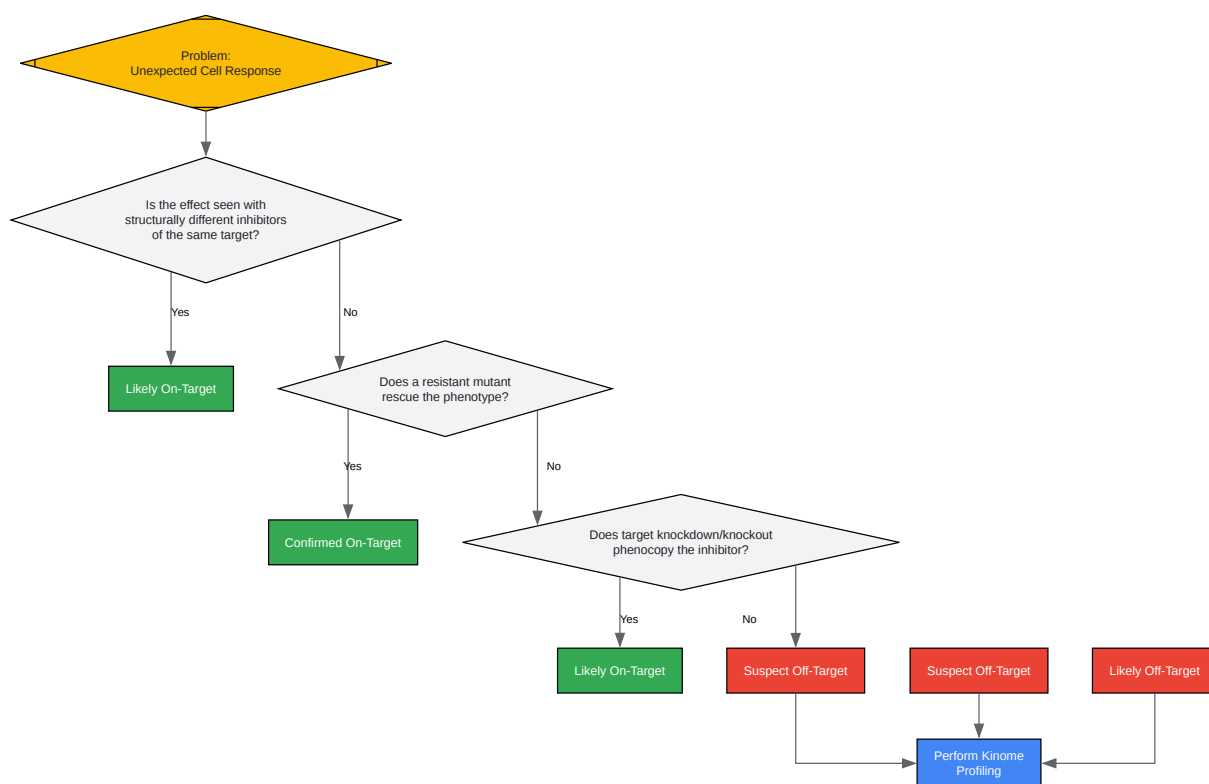 Problem:
Unexpected Cell Response
Is the effect seen with
structurally different inhibitors
of the same target?
Yes
No
Likely On-Target
Does a resistant mutant
rescue the phenotype?
Yes
No
Confirmed On-Target
Does target knockdown/knockout
phenocopy the inhibitor?
Yes
No
Likely On-Target
Suspect Off-Target
Suspect Off-Target
Likely Off-Target
Perform Kinome
Profiling